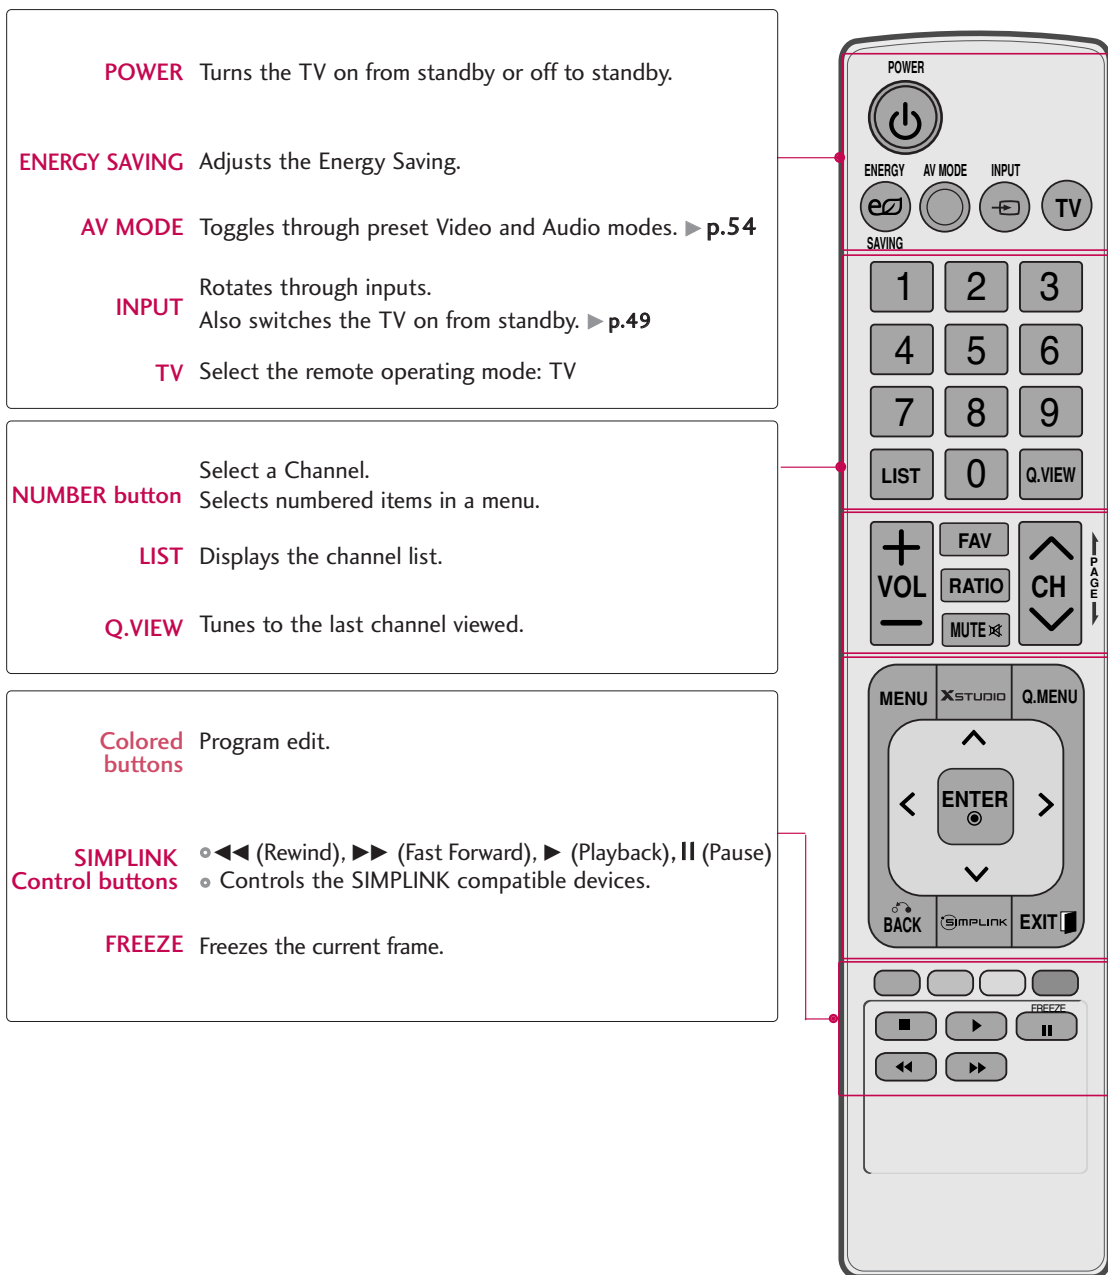 POWER Turns the TV on from standby or off to standby.
ENERGY SAVING Adjusts the Energy Saving.
AV MODE Toggles through preset Video and Audio modes. ▶ p.54
INPUT Rotates through inputs.
Also switches the TV on from standby. ▶ p.49
TV Select the remote operating mode: TV
NUMBER button Select a Channel.
Selects numbered items in a menu.
LIST Displays the channel list.
Q.VIEW Tunes to the last channel viewed.
Colored buttons Program edit.
SIMPLINK Control buttons ◀◀ (Rewind), ▶▶ (Fast Forward), ▶ (Playback), II (Pause)
Controls the SIMPLINK compatible devices.
FREEZE Freezes the current frame.
POWER
ENERGY AV MODE INPUT
TV
SAVING
1 2 3
4 5 6
7 8 9
LIST 0 Q.VIEW
+ FAV
VOL RATIO CH
PAGE
− MUTE
MENU XSTUDIO Q.MENU
ENTER
BACK SIMPLINK EXIT
FREEZE